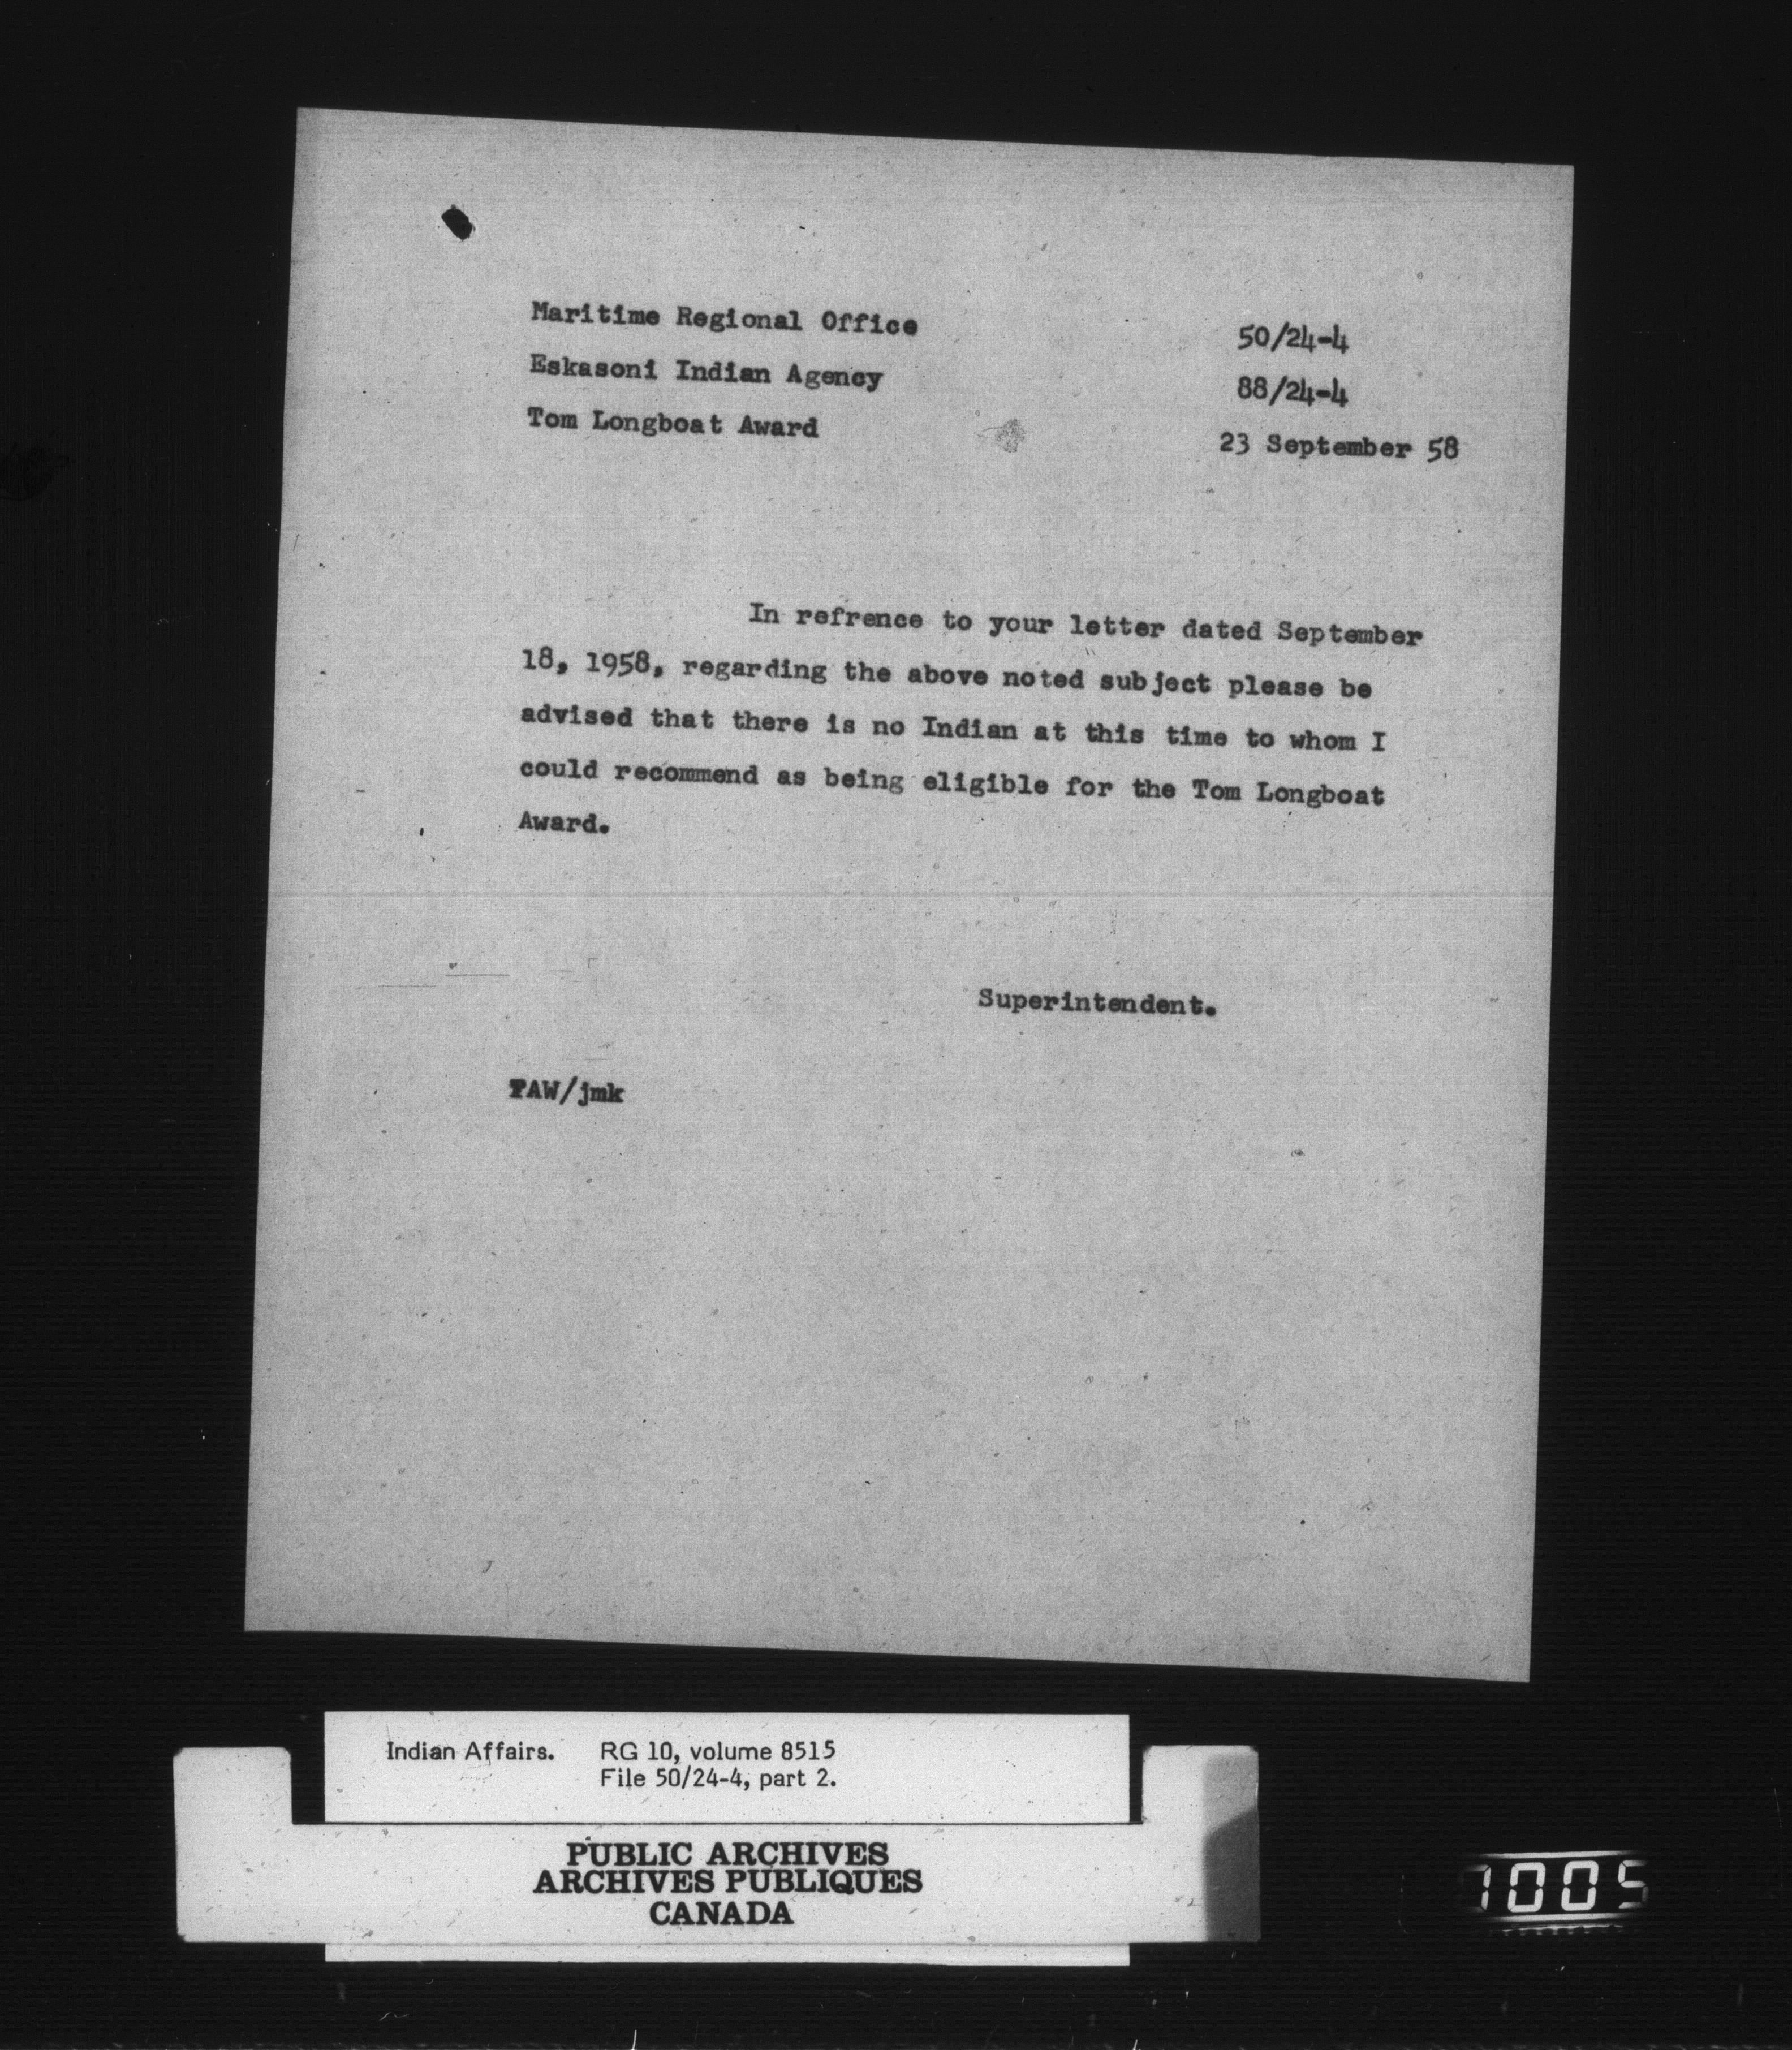 Maritime Regional Office 50/24-4
Eskasoni Indian Agency 88/24-4
Tom Longboat Award 23 September 58
In refrence to your letter dated September
18, 1958, regarding the above noted subject please be
advised that there is no Indian at this time to whom I
could recommend as being eligible for the Tom Longboat
Award.
Superintendent.
TAW/jmk
Indian Affairs. RG 10, volume 8515
File 50/24-4, part 2.
PUBLIC ARCHIVES
ARCHIVES PUBLIQUES
CANADA
1005